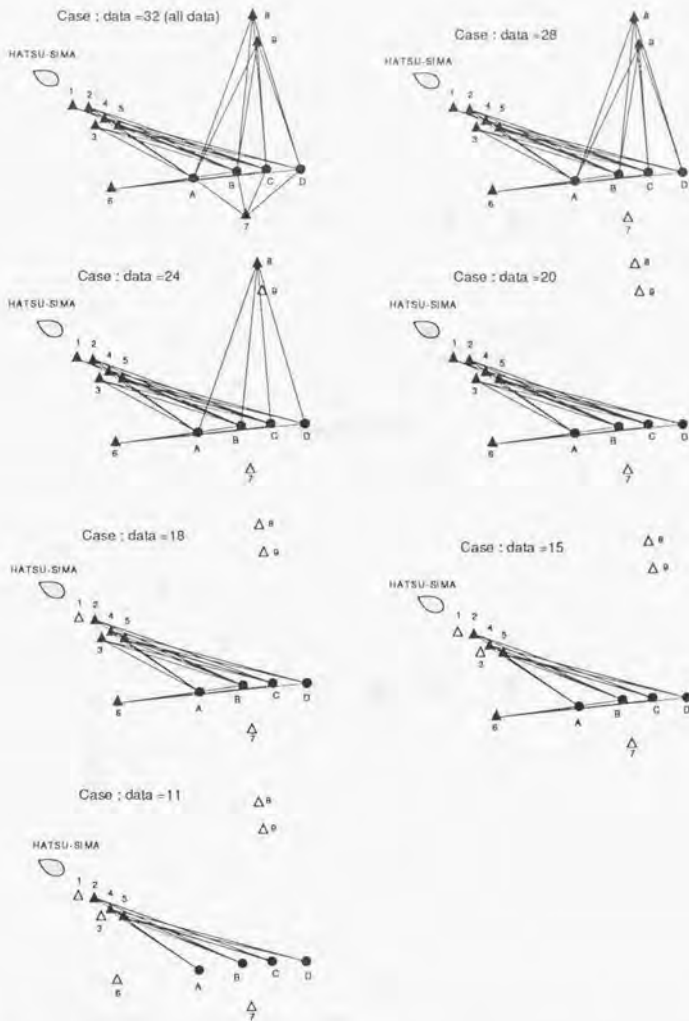 Case : data =32 (all data)
HATSU-SIMA
1 2 4 5 3 6 7 8 9 A B C D
Case : data =28
HATSU-SIMA
1 2 4 5 3 6 7 8 9 A B C D
Case : data =24
HATSU-SIMA
1 2 4 5 3 6 7 8 9 A B C D
Case : data =20
HATSU-SIMA
1 2 4 5 3 6 7 8 9 A B C D
Case : data =18
HATSU-SIMA
1 2 4 5 3 6 7 8 9 A B C D
Case : data =15
HATSU-SIMA
1 2 4 5 3 6 7 8 9 A B C D
Case : data =11
HATSU-SIMA
1 2 4 5 3 6 7 8 9 A B C D